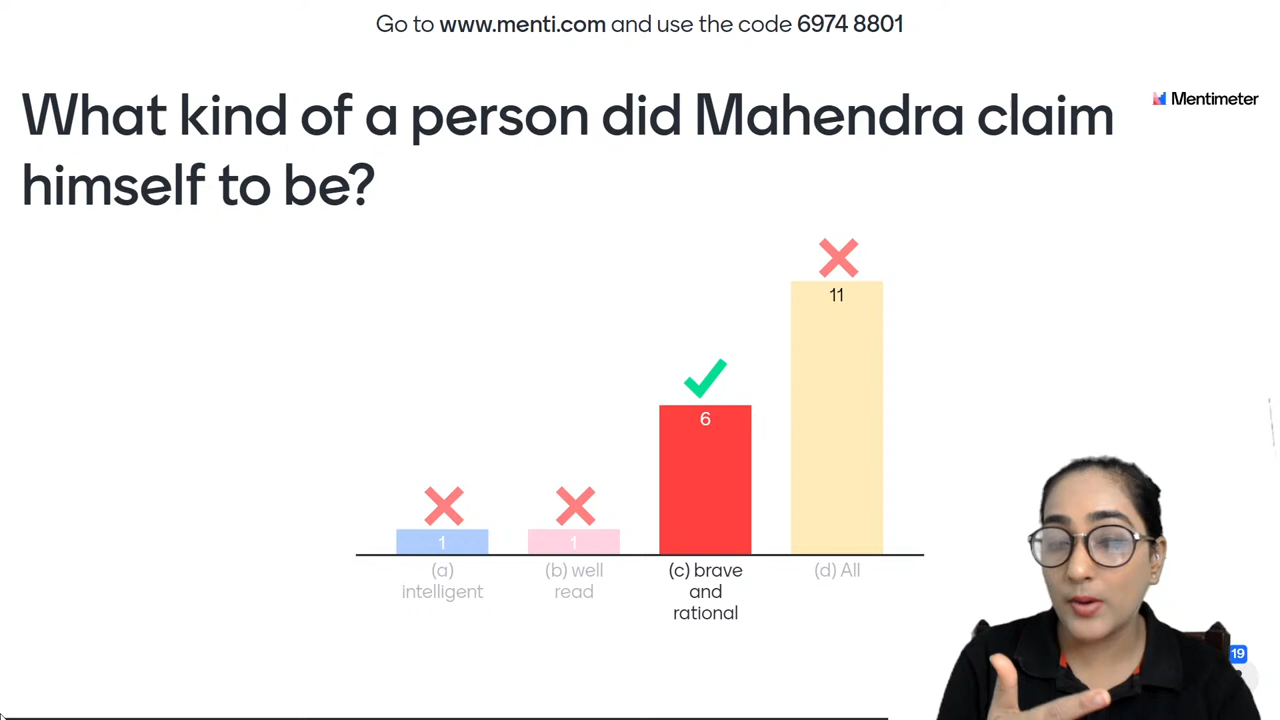 Go to www.menti.com and use the code 6974 8801
What kind of a person did Mahendra claim
himself to be?
Mentimeter
11
6
1
1
(a)
intelligent
(b) well
read
(c) brave
and
rational
(d) All
19